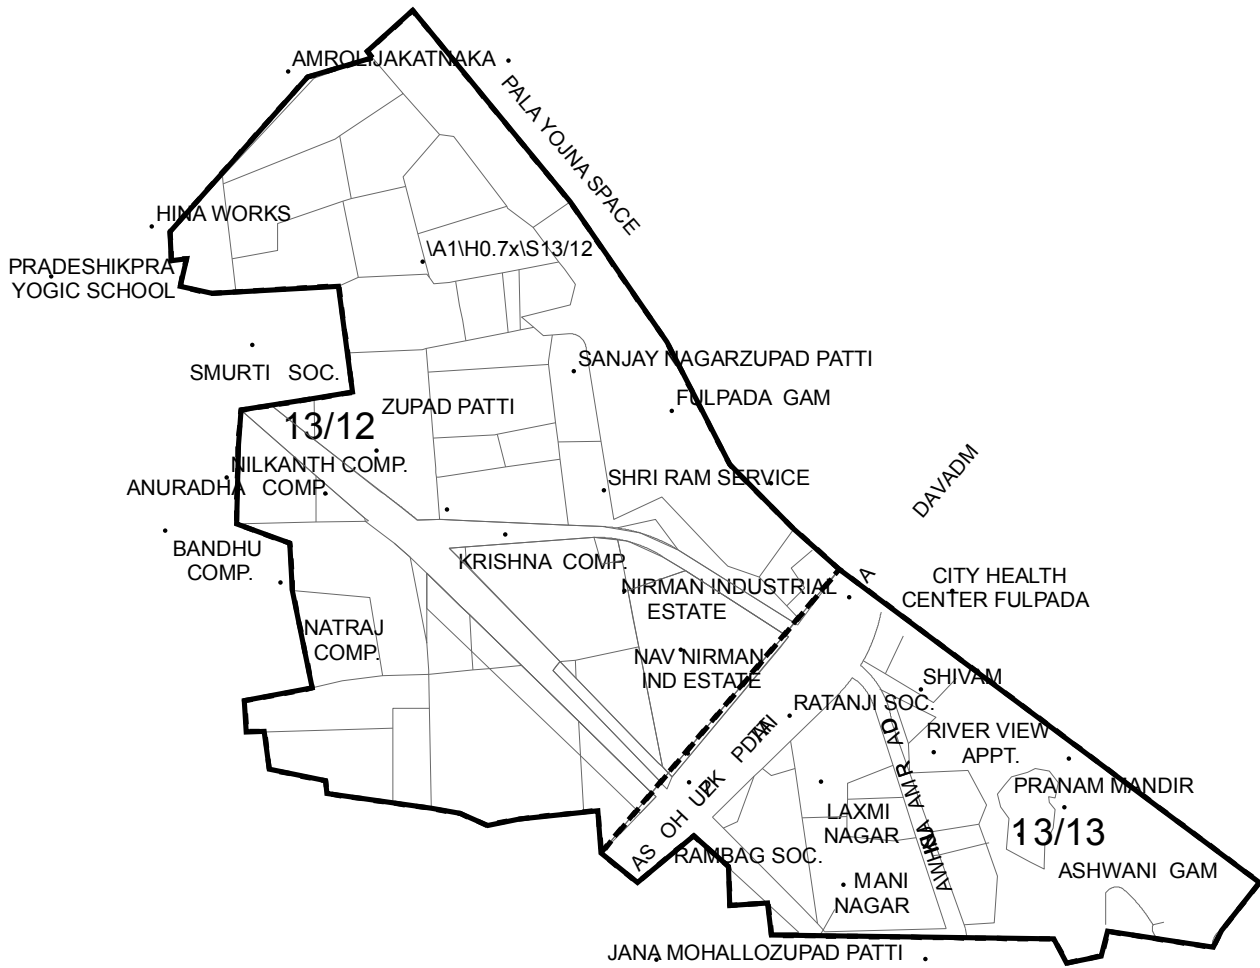 AMROLIJAKATNAKA
PALA YOJNA SPACE
HINA WORKS
\A1\H0.7x\S13/12
PRADESHIKPRA
YOGIC SCHOOL
SMURTI SOC.
SANJAY NAGARZUPAD PATTI
FULPADA GAM
ZUPAD PATTI
13/12
NILKANTH COMP.
ANURADHA COMP.
SHRI RAM SERVICE
DAVADM
BANDHU
COMP.
KRISHNA COMP.
A
CITY HEALTH
CENTER FULPADA
NIRMAN INDUSTRIAL
ESTATE
NATRAJ
COMP.
NAV NIRMAN
IND ESTATE
SHIVAM
RATANJI SOC.
RIVER VIEW
APPT.
PRANAM MANDIR
LAXMI
NAGAR
13/13
AS OH
RAMBAG SOC.
ASHWANI GAM
MANI
NAGAR
JANA MOHALLOZUPAD PATTI